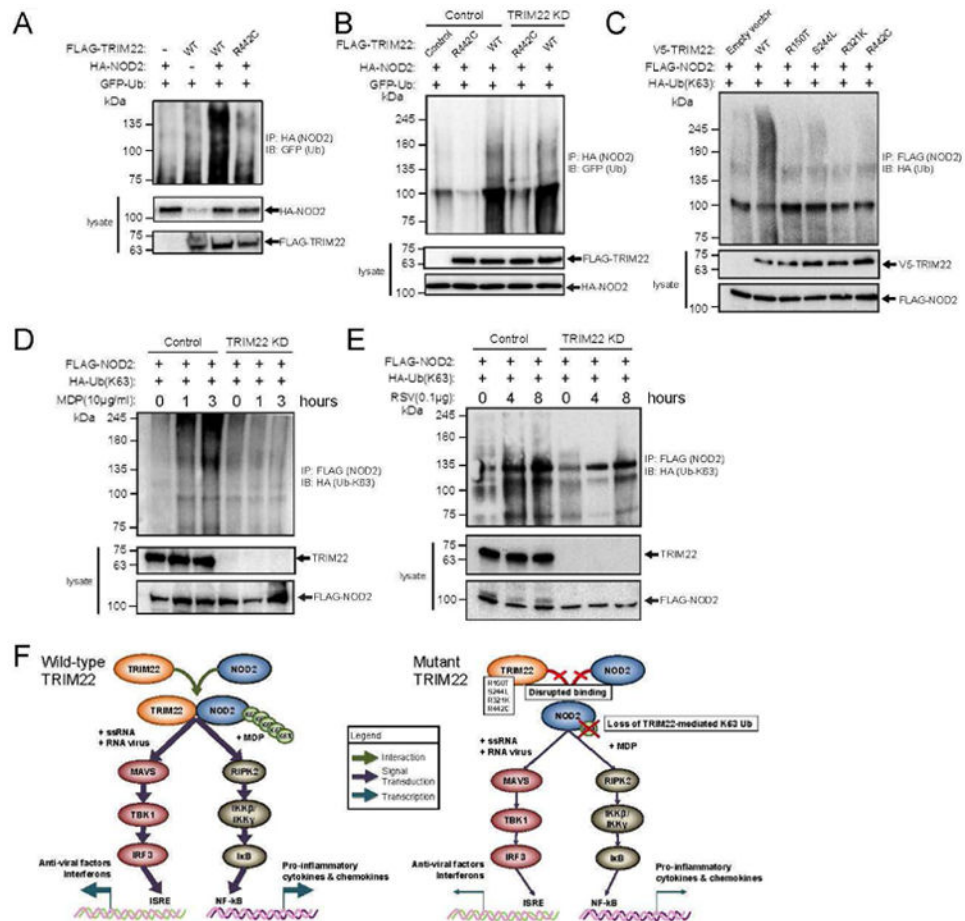 A
FLAG-TRIM22: - WT WT R442C
HA-NOD2: + - + +
GFP-Ub: + + + +
kDa
135
100
75
IP: HA (NOD2)
IB: GFP (Ub)
lysate
100
HA-NOD2
75
63
FLAG-TRIM22
B
Control TRIM22 KD
FLAG-TRIM22: Control R442C WT R442C WT
HA-NOD2: + + + + +
GFP-Ub: + + + + +
kDa
245
180
135
100
75
IP: HA (NOD2)
IB: GFP (Ub)
lysate
75
63
FLAG-TRIM22
100
HA-NOD2
C
V5-TRIM22: Empty vector WT R150T S244L R321K R442C
FLAG-NOD2: + + + + + +
HA-Ub(K63): + + + + + +
kDa
245
180
135
100
75
IP: FLAG (NOD2)
IB: HA (Ub)
lysate
75
63
V5-TRIM22
100
FLAG-NOD2
D
Control TRIM22 KD
FLAG-NOD2: + + + + + +
HA-Ub(K63): + + + + + +
MDP(10µg/ml): 0 1 3 0 1 3 hours
kDa
245
180
135
100
75
IP: FLAG (NOD2)
IB: HA (Ub-K63)
lysate
75
63
TRIM22
100
FLAG-NOD2
E
Control TRIM22 KD
FLAG-NOD2: + + + + + +
HA-Ub(K63): + + + + + +
RSV(0.1µg) 0 4 8 0 4 8 hours
kDa
245
180
135
100
75
IP: FLAG (NOD2)
IB: HA (Ub-K63)
lysate
75
63
TRIM22
100
FLAG-NOD2
F
Wild-type
TRIM22
TRIM22 NOD2
TRIM22 NOD2
+ ssRNA
+ RNA virus
+ MDP
MAVS RIPK2
TBK1 IKKβ/
IKKγ
IRF3 IκB
Anti-viral factors
Interferons
Pro-inflammatory
cytokines & chemokines
ISRE NF-kB
Legend
Interaction
Signal
Transduction
Transcription
Mutant
TRIM22
TRIM22 NOD2
R150T
S244L
R321K
R442C
Disrupted binding
NOD2
Loss of TRIM22-mediated K63 Ub
+ ssRNA
+ RNA virus
+ MDP
MAVS RIPK2
TBK1 IKKβ/
IKKγ
IRF3 IκB
Anti-viral factors
Interferons
Pro-inflammatory
cytokines & chemokines
ISRE NF-kB